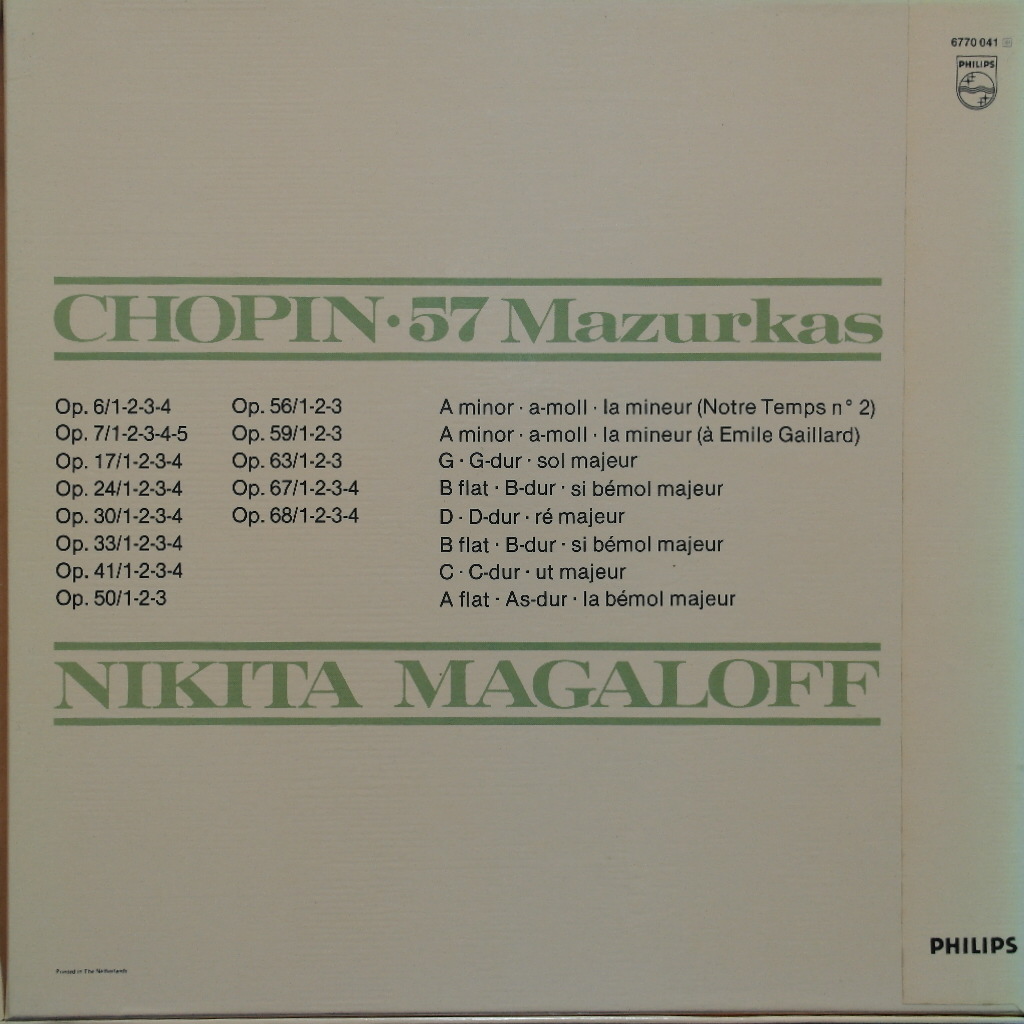 6770 041
PHILIPS
CHOPIN·57 Mazurkas
Op. 6/1-2-3-4
Op. 7/1-2-3-4-5
Op. 17/1-2-3-4
Op. 24/1-2-3-4
Op. 30/1-2-3-4
Op. 33/1-2-3-4
Op. 41/1-2-3-4
Op. 50/1-2-3
Op. 56/1-2-3
Op. 59/1-2-3
Op. 63/1-2-3
Op. 67/1-2-3-4
Op. 68/1-2-3-4
A minor · a-moll · la mineur (Notre Temps n° 2)
A minor · a-moll · la mineur (à Emile Gaillard)
G · G-dur · sol majeur
B flat · B-dur · si bémol majeur
D · D-dur · ré majeur
B flat · B-dur · si bémol majeur
C · C-dur · ut majeur
A flat · As-dur · la bémol majeur
NIKITA MAGALOFF
Printed in The Netherlands
PHILIPS